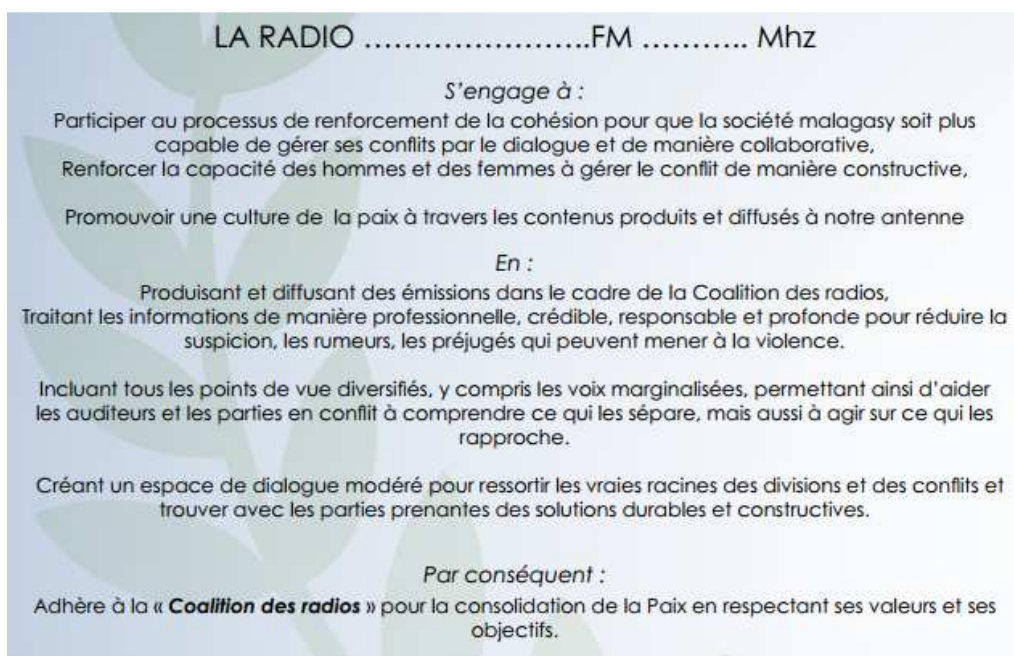 LA RADIO …………………..FM ……….. Mhz
S’engage à :
Participer au processus de renforcement de la cohésion pour que la société malagasy soit plus
capable de gérer ses conflits par le dialogue et de manière collaborative,
Renforcer la capacité des hommes et des femmes à gérer le conflit de manière constructive,
Promouvoir une culture de la paix à travers les contenus produits et diffusés à notre antenne
En :
Produisant et diffusant des émissions dans le cadre de la Coalition des radios,
Traitant les informations de manière professionnelle, crédible, responsable et profonde pour réduire la
suspicion, les rumeurs, les préjugés qui peuvent mener à la violence.
Incluant tous les points de vue diversifiés, y compris les voix marginalisées, permettant ainsi d’aider
les auditeurs et les parties en conflit à comprendre ce qui les sépare, mais aussi à agir sur ce qui les
rapproche.
Créant un espace de dialogue modéré pour ressortir les vraies racines des divisions et des conflits et
trouver avec les parties prenantes des solutions durables et constructives.
Par conséquent :
Adhère à la « Coalition des radios » pour la consolidation de la Paix en respectant ses valeurs et ses
objectifs.